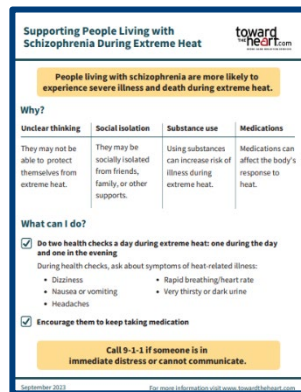 Supporting People Living with
Schizophrenia During Extreme Heat
toward
THE heart.com
People living with schizophrenia are more likely to
experience severe illness and death during extreme heat.
Why?
Unclear thinking
They may not be
able to protect
themselves from
extreme heat.
Social isolation
They may be
socially isolated
from friends,
family, or other
supports.
Substance use
Using substances
can increase risk of
illness during
extreme heat.
Medications
Medications can
affect the body's
response to
heat.
What can I do?
Do two health checks a day during extreme heat: one during the day
and one in the evening
During health checks, ask about symptoms of heat-related illness:
• Dizziness
• Nausea or vomiting
• Headaches
• Rapid breathing/heart rate
• Very thirsty or dark urine
Encourage them to keep taking medication
Call 9-1-1 if someone is in
immediate distress or cannot communicate.
September 2023
For more information visit www.towardtheheart.com